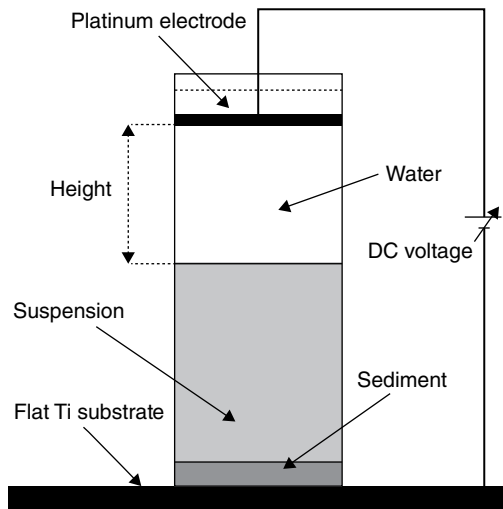 Platinum electrode
Height
Water
DC voltage
Suspension
Sediment
Flat Ti substrate